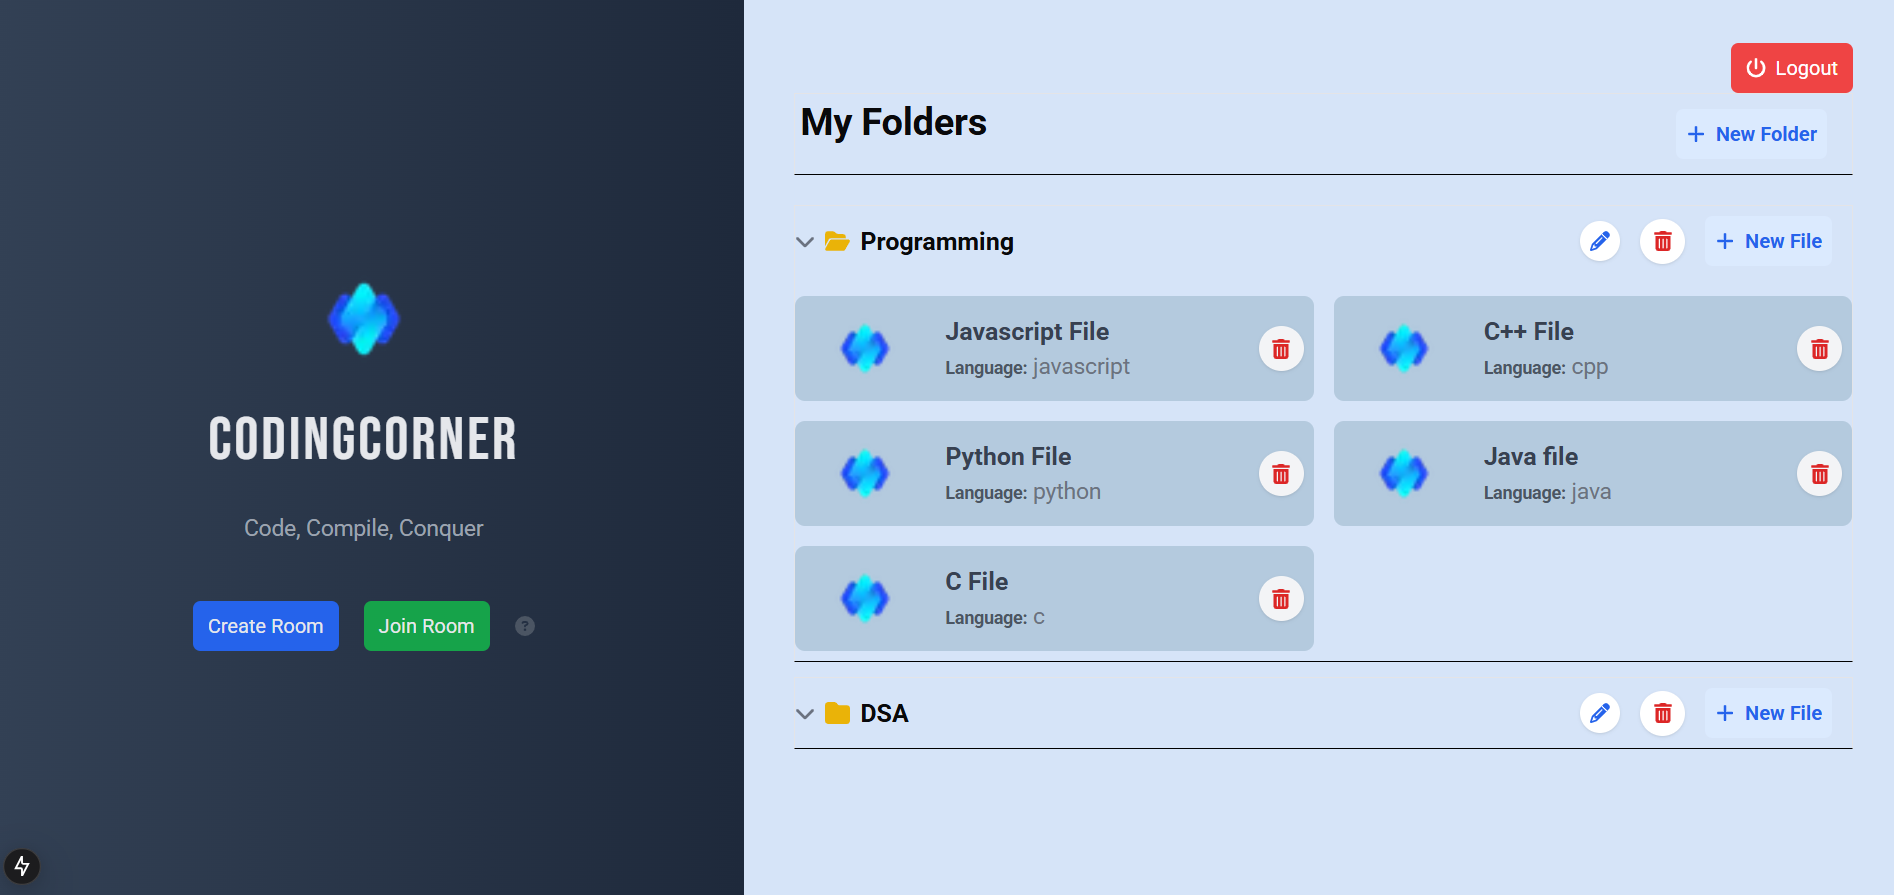 CODINGCORNER
Code, Compile, Conquer
Create Room
Join Room
?
Logout
My Folders
+ New Folder
Programming
+ New File
Javascript File
Language: javascript
C++ File
Language: cpp
Python File
Language: python
Java file
Language: java
C File
Language: c
DSA
+ New File